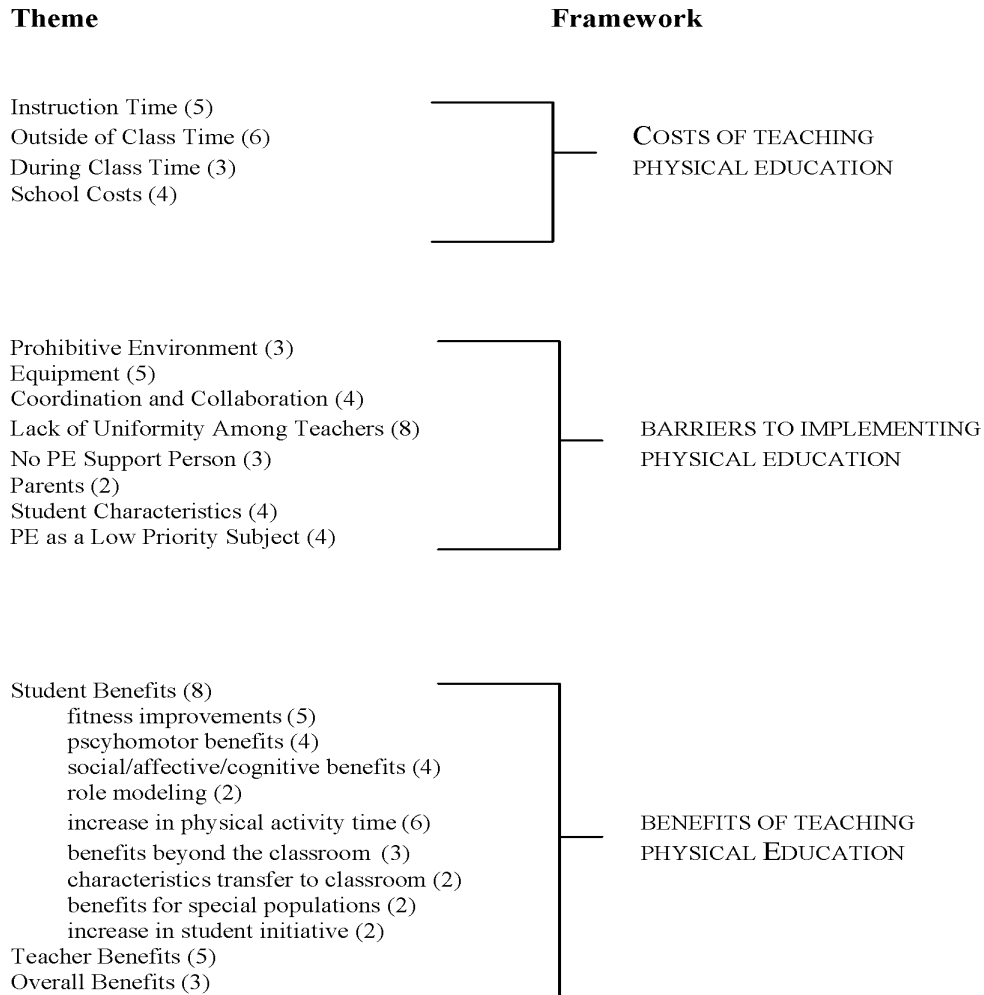 Theme Framework
Instruction Time (5)
Outside of Class Time (6)
During Class Time (3)
School Costs (4)
COSTS OF TEACHING
PHYSICAL EDUCATION
Prohibitive Environment (3)
Equipment (5)
Coordination and Collaboration (4)
Lack of Uniformity Among Teachers (8)
No PE Support Person (3)
Parents (2)
Student Characteristics (4)
PE as a Low Priority Subject (4)
BARRIERS TO IMPLEMENTING
PHYSICAL EDUCATION
Student Benefits (8)
fitness improvements (5)
pscyhomotor benefits (4)
social/affective/cognitive benefits (4)
role modeling (2)
increase in physical activity time (6)
benefits beyond the classroom (3)
characteristics transfer to classroom (2)
benefits for special populations (2)
increase in student initiative (2)
Teacher Benefits (5)
Overall Benefits (3)
BENEFITS OF TEACHING
PHYSICAL EDUCATION